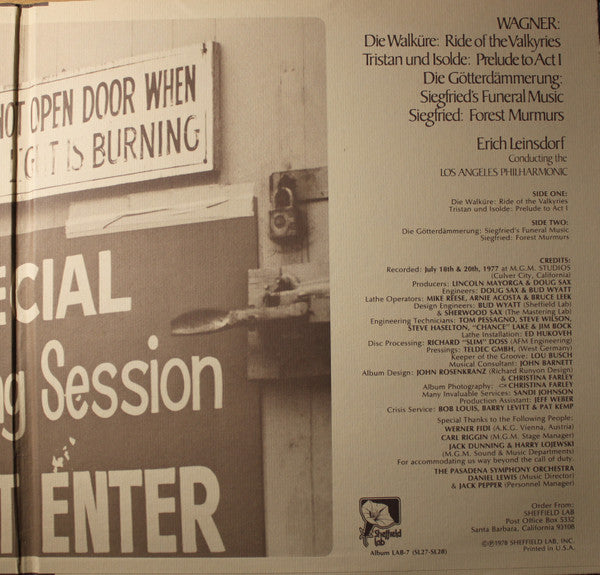 NOT OPEN DOOR WHEN
LIGHT IS BURNING
ECIAL
g Session
T ENTER
WAGNER:
Die Walküre: Ride of the Valkyries
Tristan und Isolde: Prelude to Act I
Die Götterdämmerung:
Siegfried's Funeral Music
Siegfried: Forest Murmurs
Erich Leinsdorf
Conducting the
LOS ANGELES PHILHARMONIC
SIDE ONE:
Die Walküre: Ride of the Valkyries
Tristan und Isolde: Prelude to Act I
SIDE TWO:
Die Götterdämmerung: Siegfried's Funeral Music
Siegfried: Forest Murmurs
CREDITS:
Recorded: July 18th & 20th, 1977 at M.G.M. STUDIOS
(Culver City, California)
Producers: LINCOLN MAYORGA & DOUG SAX
Engineers: DOUG SAX & BUD WYATT
Lathe Operators: MIKE REESE, ARNIE ACOSTA & BRUCE LEEK
Design Engineers: BUD WYATT (Sheffield Lab)
& SHERWOOD SAX (The Mastering Lab)
Engineering Technicians: TOM PESSAGNO, STEVE WILSON,
STEVE HASELTON, "CHANCE" LAKE & JIM BOCK
Lathe Installation: ED HUKOVEH
Disc Processing: RICHARD "SLIM" DOSS (AFM Engineering)
Pressings: TELDEC GMBH, (West Germany)
Keeper of the Groove: LOU BUSCH
Musical Consultant: JOHN BARNETT
Album Design: JOHN ROSENKRANZ (Richard Runyon Design)
& CHRISTINA FARLEY
Album Photography: CHRISTINA FARLEY
Many Invaluable Services: SANDI JOHNSON
Production Assistant: JEFF WEBER
Crisis Service: BOB LOUIS, BARRY LEVITT & PAT KEMP
Special Thanks to the Following People:
WERNER FIDI (A.K.G. Vienna, Austria)
CARL RIGGIN (M.G.M. Stage Manager)
JACK DUNNING & HARRY LOJEWSKI
(M.G.M. Sound & Music Departments)
For accommodating us way beyond the call of duty.
THE PASADENA SYMPHONY ORCHESTRA
DANIEL LEWIS (Music Director)
& JACK PEPPER (Personnel Manager)
Sheffield
Lab
Album LAB-7 (SL27-SL28)
Order From:
SHEFFIELD LAB
Post Office Box 5332
Santa Barbara, California 93108
©℗1978 SHEFFIELD LAB, INC.
Printed in U.S.A.